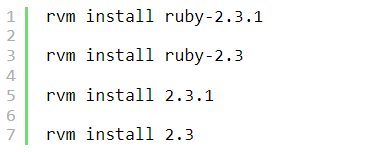 1 rvm install ruby-2.3.1
2
3 rvm install ruby-2.3
4
5 rvm install 2.3.1
6
7 rvm install 2.3